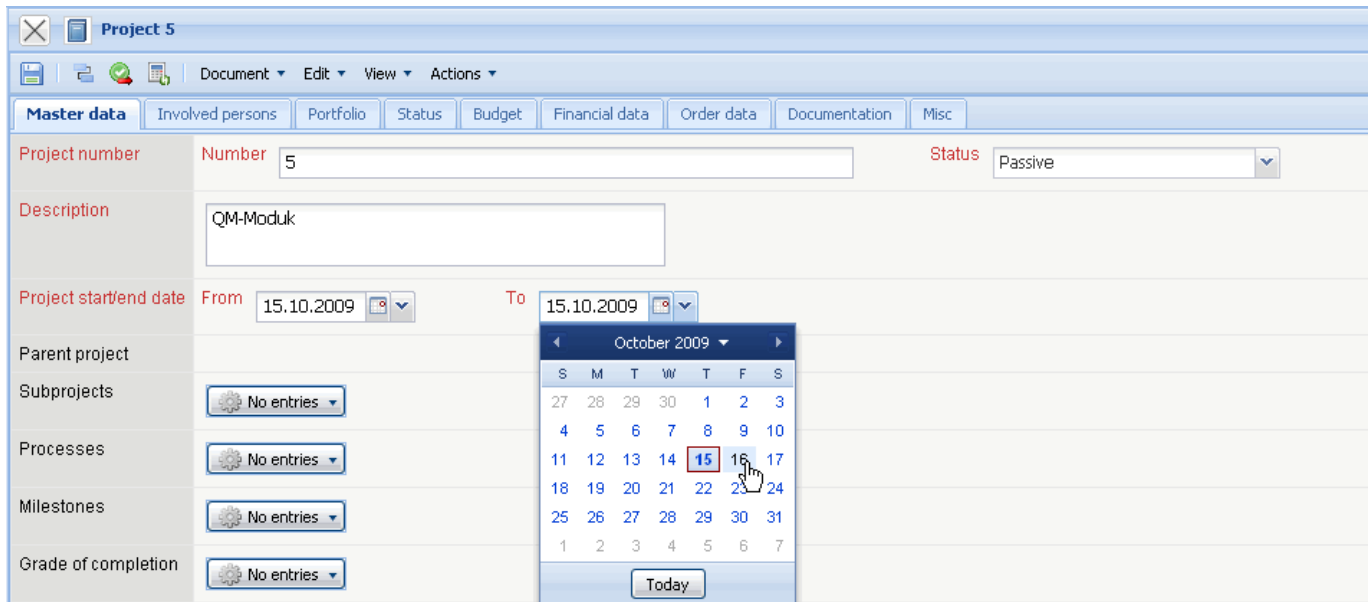 Project 5
Document Edit View Actions
Master data Involved persons Portfolio Status Budget Financial data Order data Documentation Misc
Project number Number 5 Status Passive
Description QM-Moduk
Project start/end date From 15.10.2009 To 15.10.2009
October 2009
Parent project
S M T W T F S
Subprojects No entries
27 28 29 30 1 2 3
4 5 6 7 8 9 10
Processes No entries
11 12 13 14 15 16 17
18 19 20 21 22 23 24
Milestones No entries
25 26 27 28 29 30 31
1 2 3 4 5 6 7
Grade of completion No entries
Today